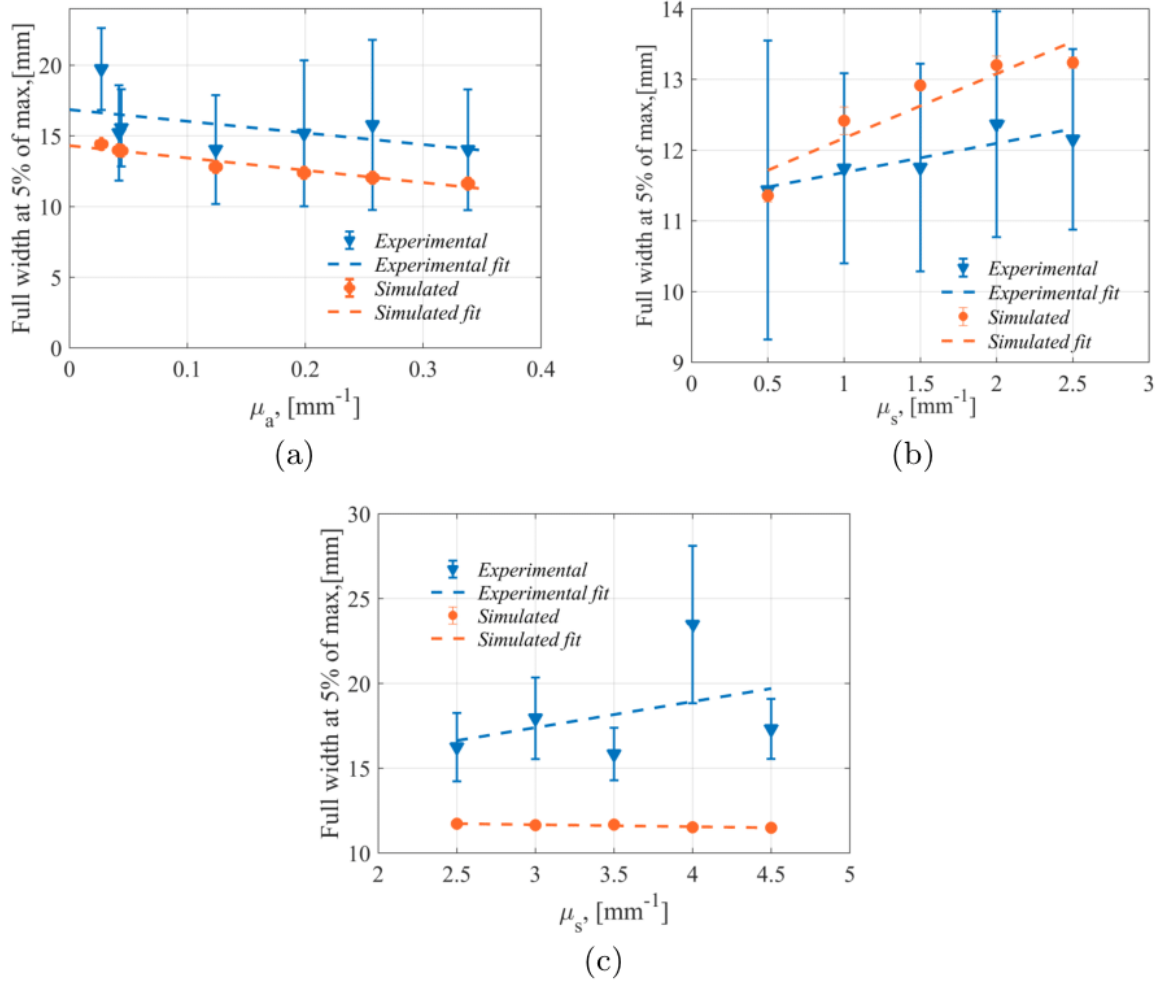 Full width at 5% of max,[mm]
20
15
10
5
0
Experimental
Experimental fit
Simulated
Simulated fit
0
0.1
0.2
0.3
0.4
μa, [mm-1]
(a)
Full width at 5% of max,[mm]
14
13
12
11
10
9
Experimental
Experimental fit
Simulated
Simulated fit
0
0.5
1
1.5
2
2.5
3
μs, [mm-1]
(b)
Full width at 5% of max,[mm]
30
25
20
15
10
Experimental
Experimental fit
Simulated
Simulated fit
2
2.5
3
3.5
4
4.5
5
μs, [mm-1]
(c)